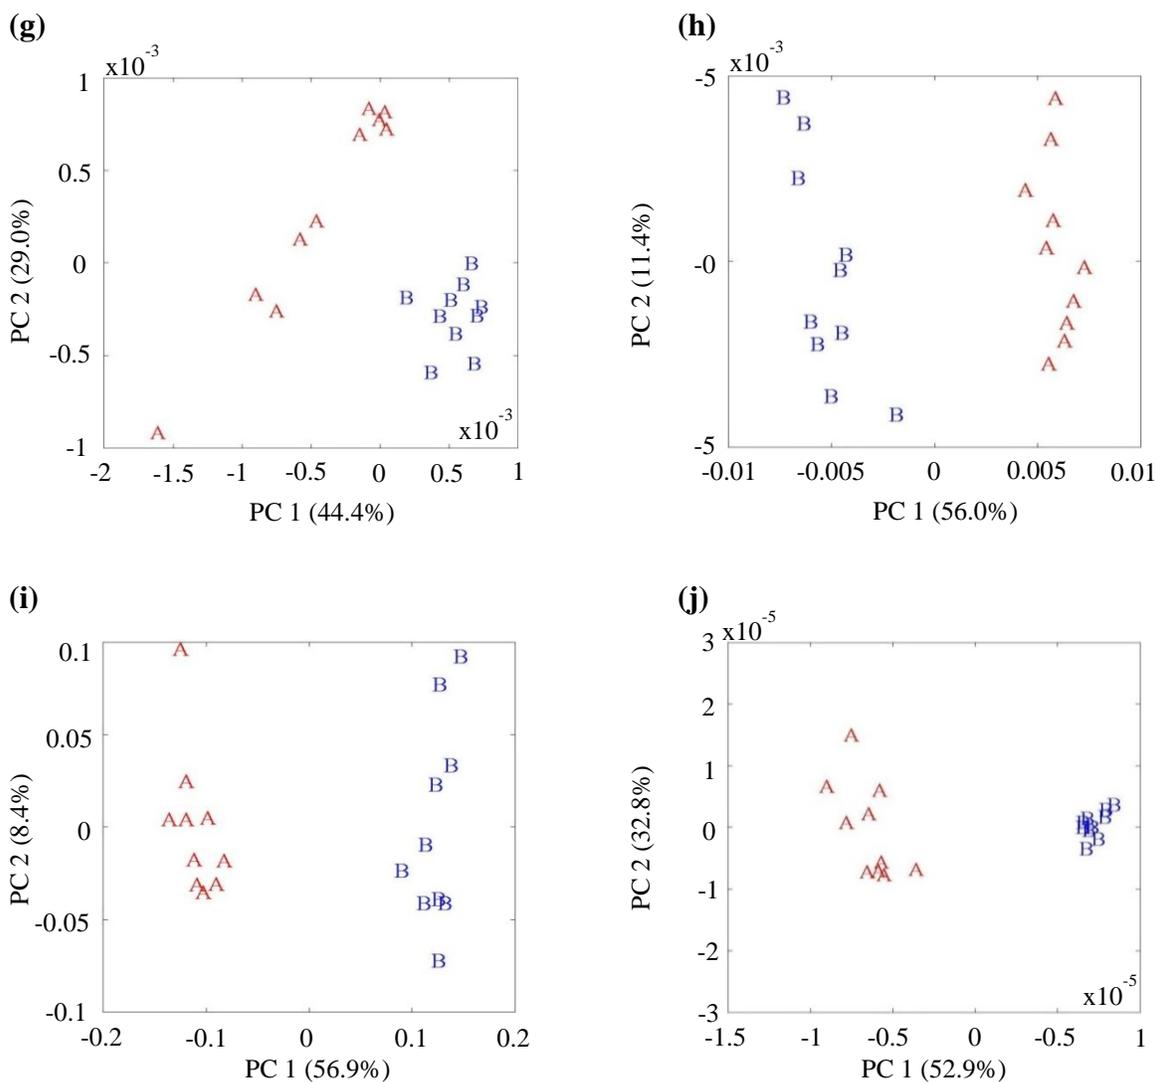 (g)
x10-3
1
0.5
0
-0.5
-1
PC 2 (29.0%)
x10-3
-2 -1.5 -1 -0.5 0 0.5 1
PC 1 (44.4%)
(h)
x10-3
-5
-0
-5
PC 2 (11.4%)
-0.01 -0.005 0 0.005 0.01
PC 1 (56.0%)
(i)
0.1
0.05
0
-0.05
-0.1
PC 2 (8.4%)
-0.2 -0.1 0 0.1 0.2
PC 1 (56.9%)
(j)
x10-5
3
2
1
0
-1
-2
-3
PC 2 (32.8%)
x10-5
-1.5 -1 -0.5 0 -0.5 1
PC 1 (52.9%)